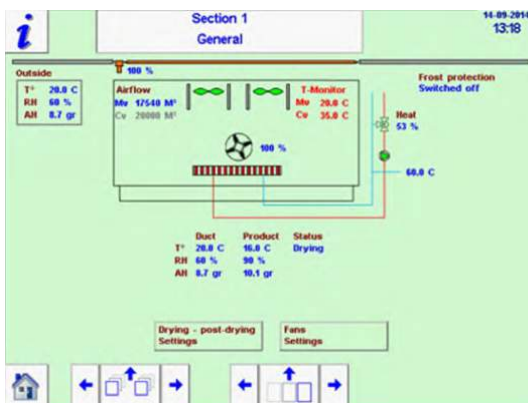 i
Section 1
General
14-09-2014
13:18
100 %
Outside
T° 20.0 C
RH 60 %
AH 8.7 gr
Airflow
Mv 17540 M³
Cv 20000 M³
T-Monitor
Mv 20.0 C
Cv 35.0 C
Frost protection
Switched off
Heat
53 %
100 %
60.0 C
Duct Product Status
T° 20.0 C 16.0 C Drying
RH 60 % 90 %
AH 8.7 gr 10.1 gr
Drying - post-drying
Settings
Fans
Settings